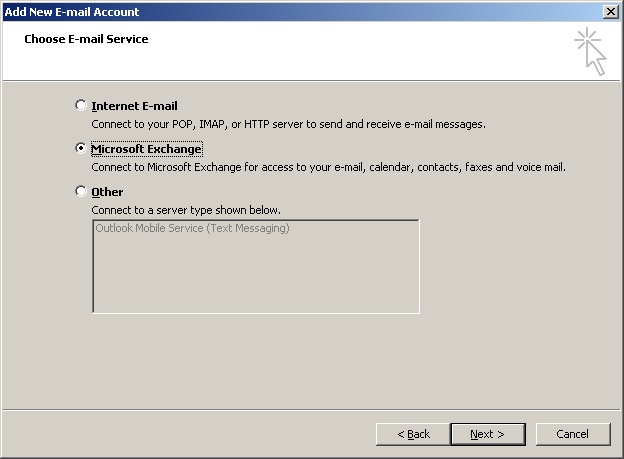 Add New E-mail Account
Choose E-mail Service
Internet E-mail
Connect to your POP, IMAP, or HTTP server to send and receive e-mail messages.
Microsoft Exchange
Connect to Microsoft Exchange for access to your e-mail, calendar, contacts, faxes and voice mail.
Other
Connect to a server type shown below.
Outlook Mobile Service (Text Messaging)
< Back
Next >
Cancel